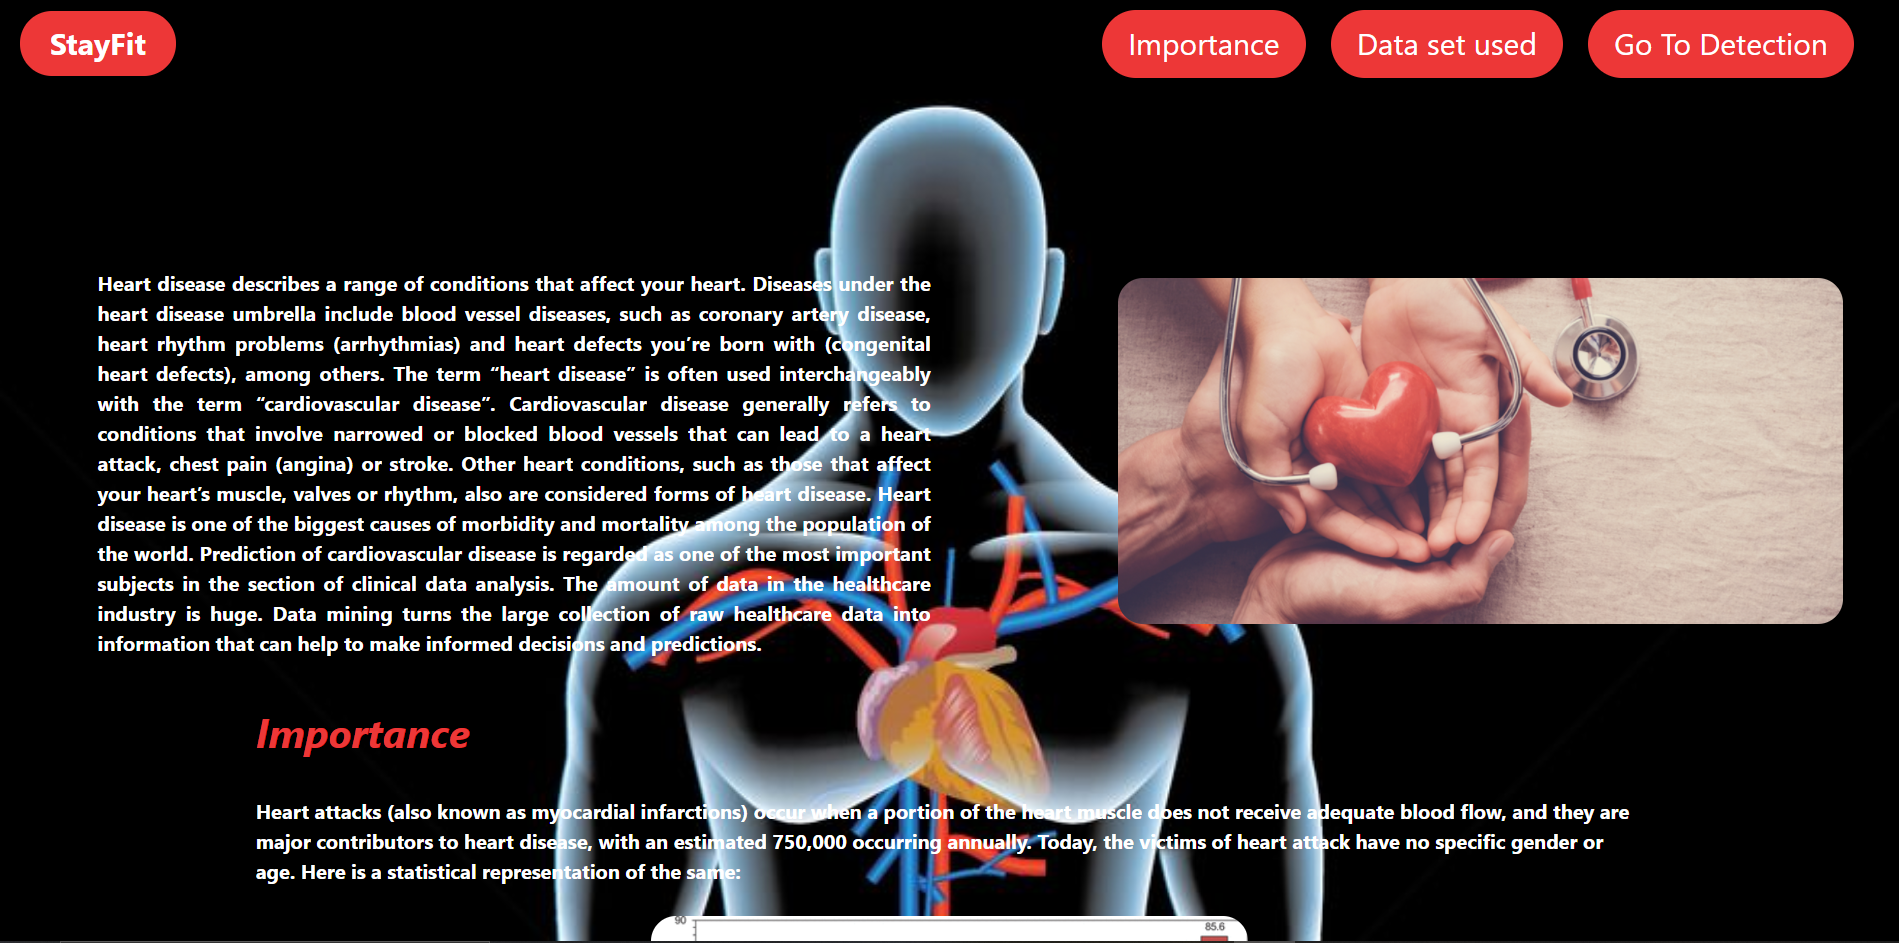 StayFit
Importance
Data set used
Go To Detection
Heart disease describes a range of conditions that affect your heart. Diseases under the
heart disease umbrella include blood vessel diseases, such as coronary artery disease,
heart rhythm problems (arrhythmias) and heart defects you’re born with (congenital
heart defects), among others. The term “heart disease” is often used interchangeably
with the term “cardiovascular disease”. Cardiovascular disease generally refers to
conditions that involve narrowed or blocked blood vessels that can lead to a heart
attack, chest pain (angina) or stroke. Other heart conditions, such as those that affect
your heart’s muscle, valves or rhythm, also are considered forms of heart disease. Heart
disease is one of the biggest causes of morbidity and mortality among the population of
the world. Prediction of cardiovascular disease is regarded as one of the most important
subjects in the section of clinical data analysis. The amount of data in the healthcare
industry is huge. Data mining turns the large collection of raw healthcare data into
information that can help to make informed decisions and predictions.
Importance
Heart attacks (also known as myocardial infarctions) occur when a portion of the heart muscle does not receive adequate blood flow, and they are
major contributors to heart disease, with an estimated 750,000 occurring annually. Today, the victims of heart attack have no specific gender or
age. Here is a statistical representation of the same:
90
85.6